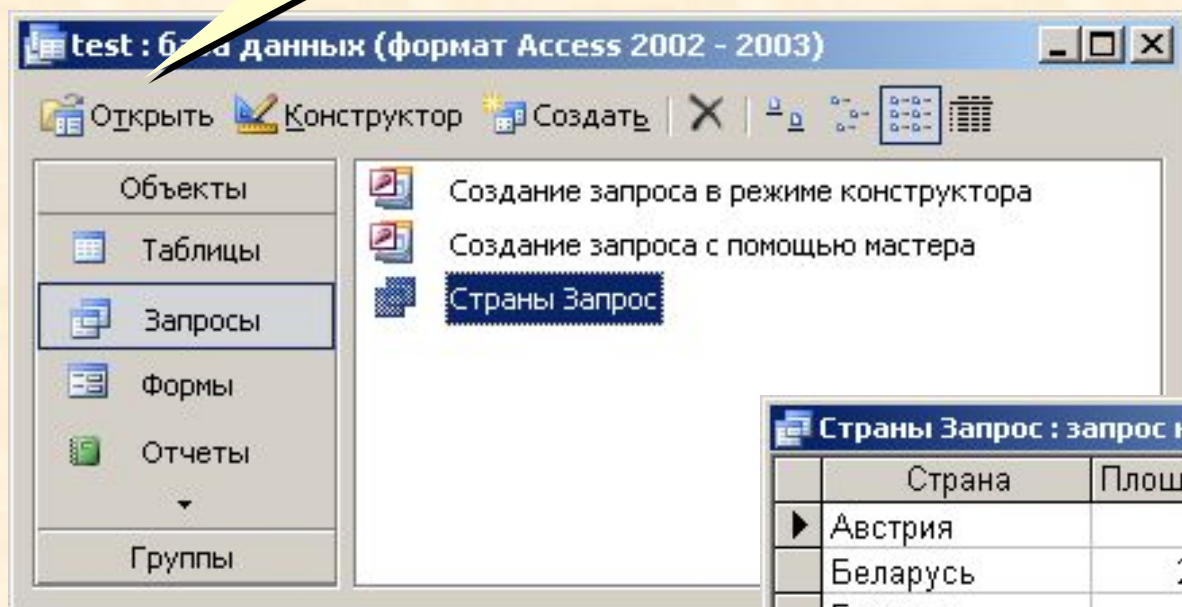 test : база данных (формат Access 2002 - 2003)
Открыть Конструктор Создать
Объекты
Таблицы
Запросы
Формы
Отчеты
Группы
Создание запроса в режиме конструктора
Создание запроса с помощью мастера
Страны Запрос
Страны Запрос : запрос
Страна
Австрия
Беларусь